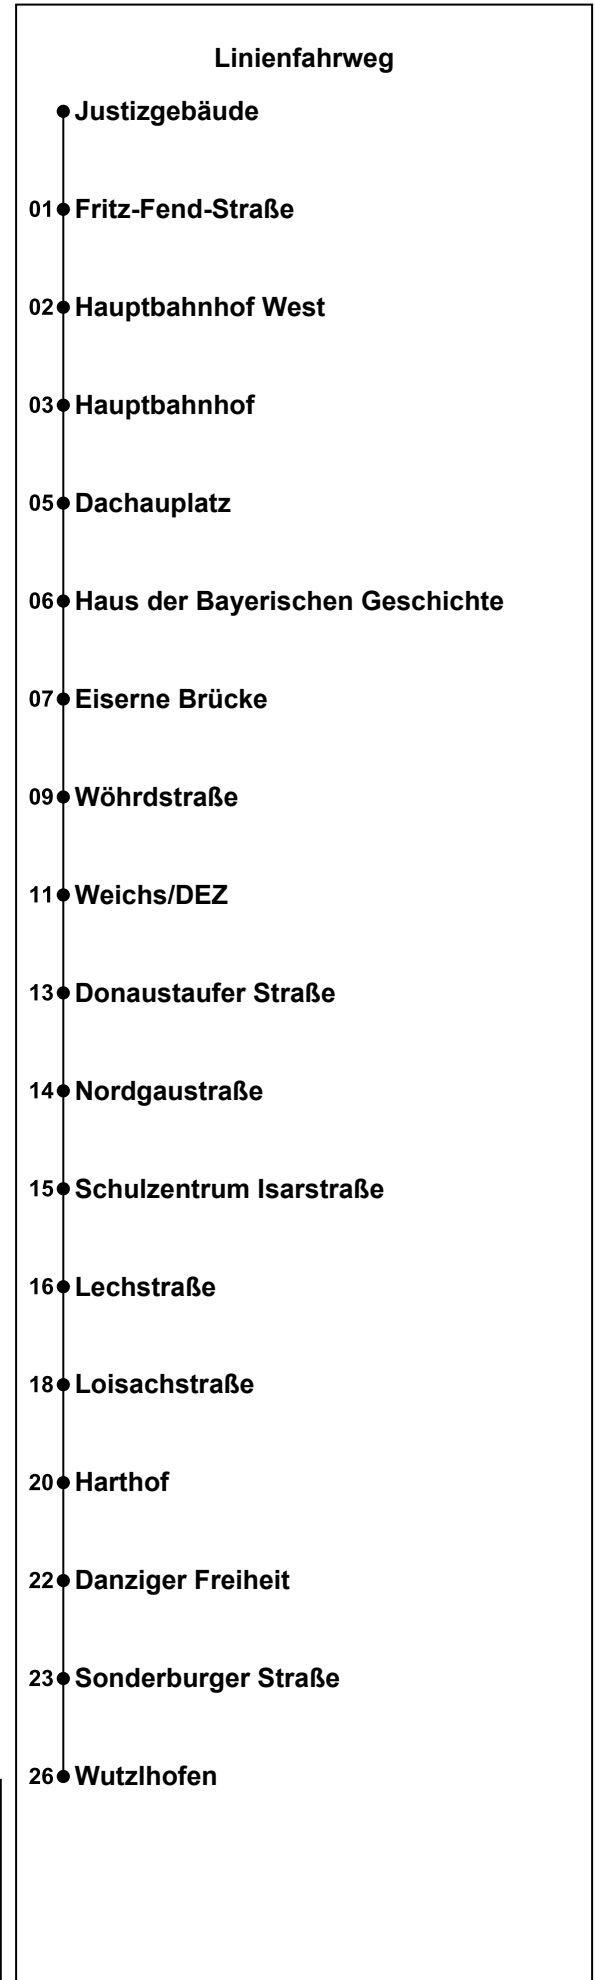 Linienfahrweg
Justizgebäude
01 Fritz-Fend-Straße
02 Hauptbahnhof West
03 Hauptbahnhof
05 Dachauplatz
06 Haus der Bayerischen Geschichte
07 Eiserne Brücke
09 Wöhrdstraße
11 Weichs/DEZ
13 Donaustaufer Straße
14 Nordgaustraße
15 Schulzentrum Isarstraße
16 Lechstraße
18 Loisachstraße
20 Harthof
22 Danziger Freiheit
23 Sonderburger Straße
26 Wutzlhofen